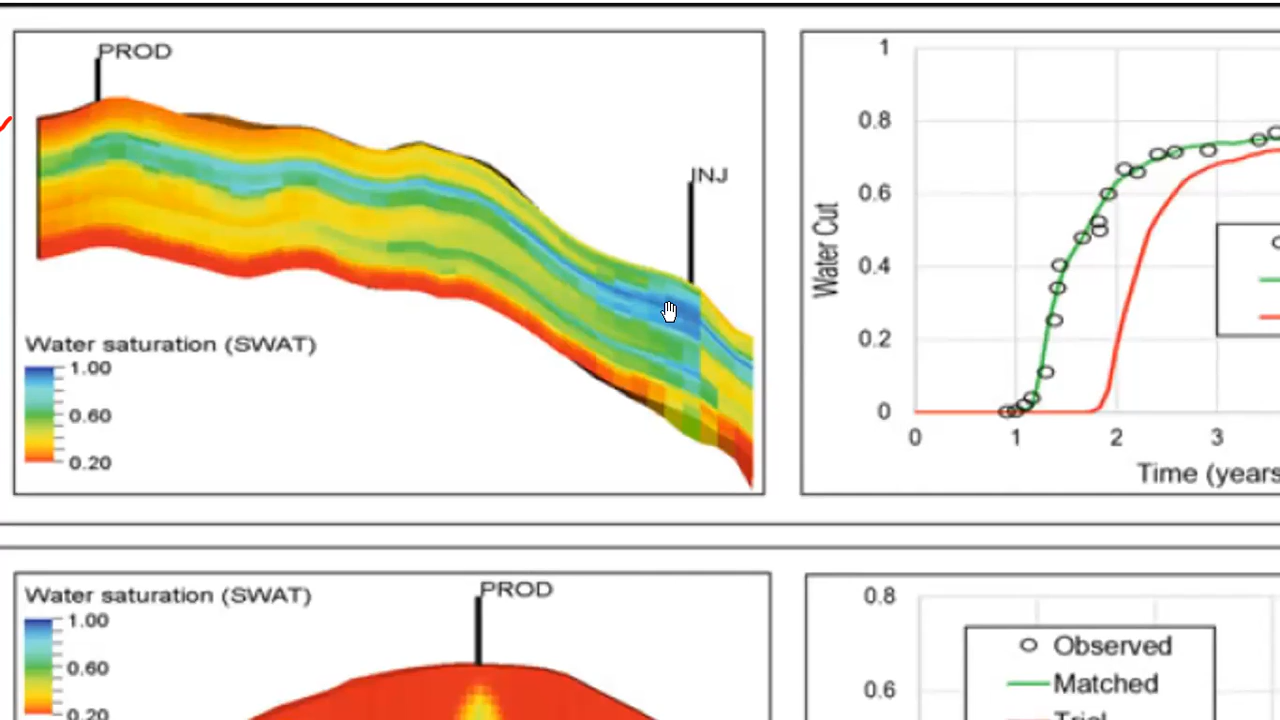 PROD
INJ
Water saturation (SWAT)
1.00
0.60
0.20
1
0.8
0.6
0.4
0.2
0
Water Cut
0
1
2
3
Time (years
Water saturation (SWAT)
1.00
0.60
0.20
PROD
0.8
0.6
Observed
Matched
Trial